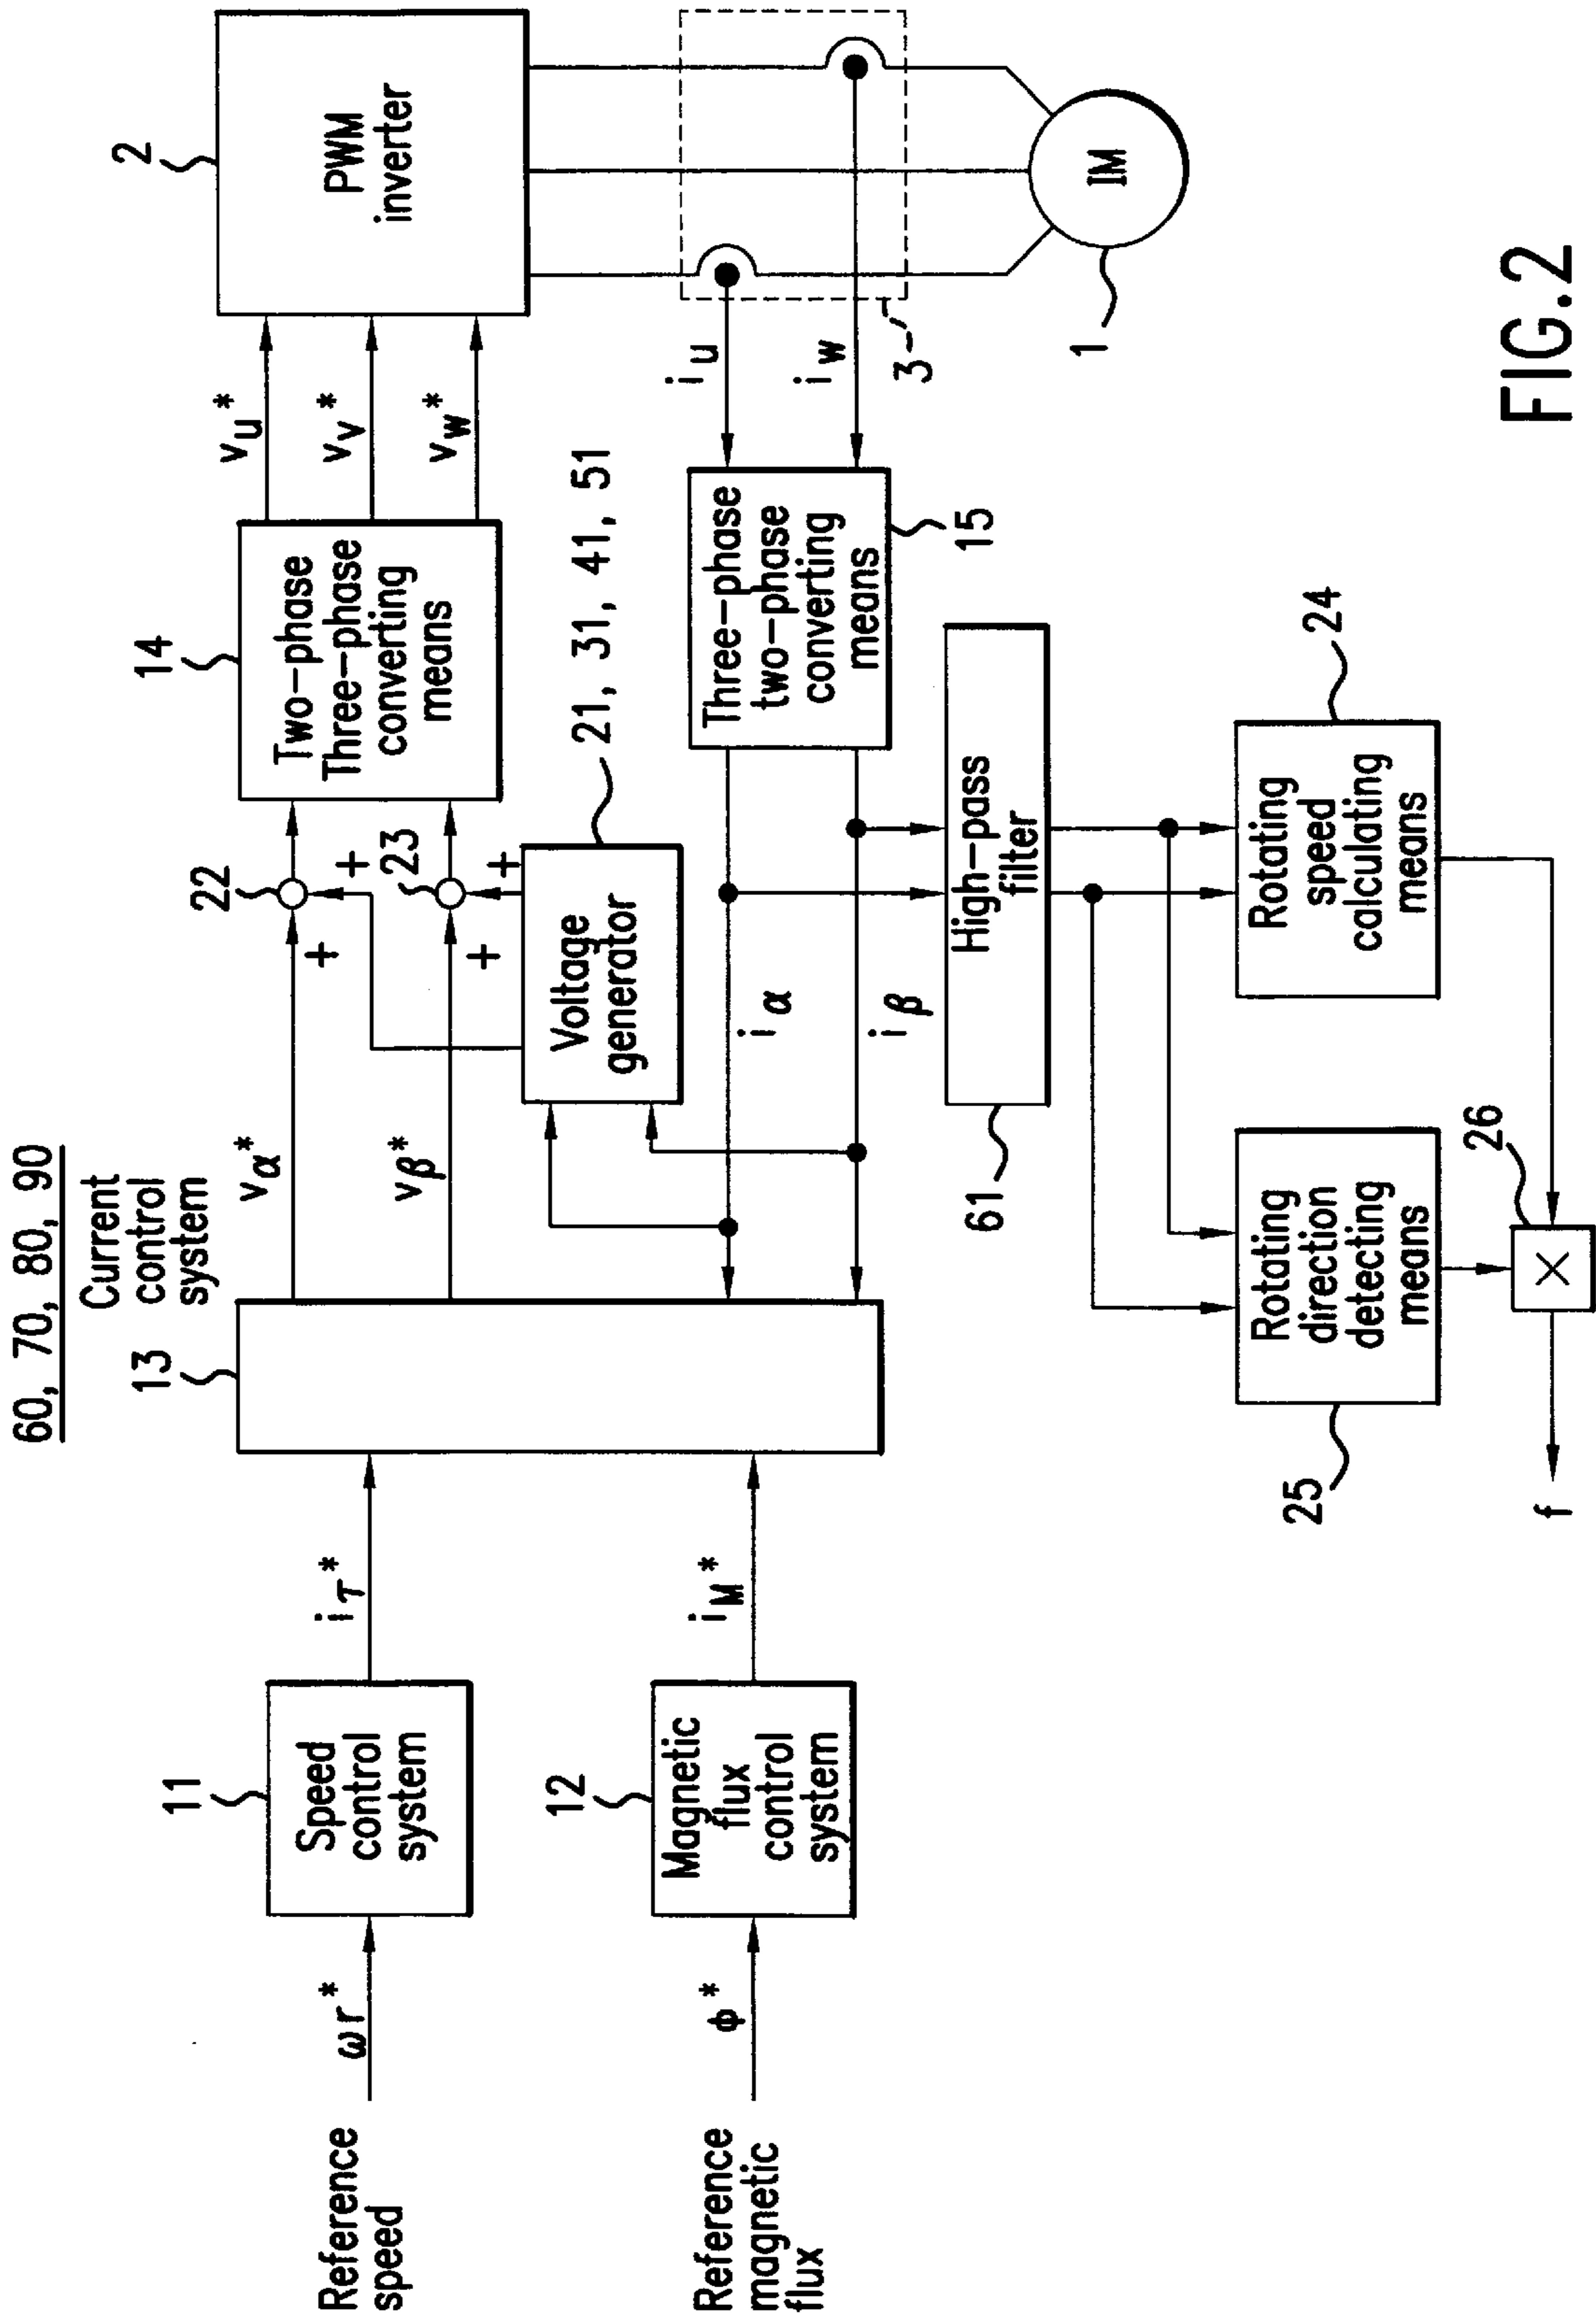 60, 70, 80, 90
Reference
speed
ωr*
11
Speed
control
system
iτ*
13
Current
control
system
vα*
vβ*
22
+
+
23
+
+
14
Two-phase
Three-phase
converting
means
vu*
vv*
vw*
2
PWM
inverter
Voltage
generator
21, 31, 41, 51
Reference
magnetic
flux
φ*
12
Magnetic
flux
control
system
iM*
iα
iβ
Three-phase
two-phase
converting
means
15
iu
iw
3
1
IM
61
High-pass
filter
25
Rotating
direction
detecting
means
Rotating
speed
calculating
means
24
26
×
f
FIG.2